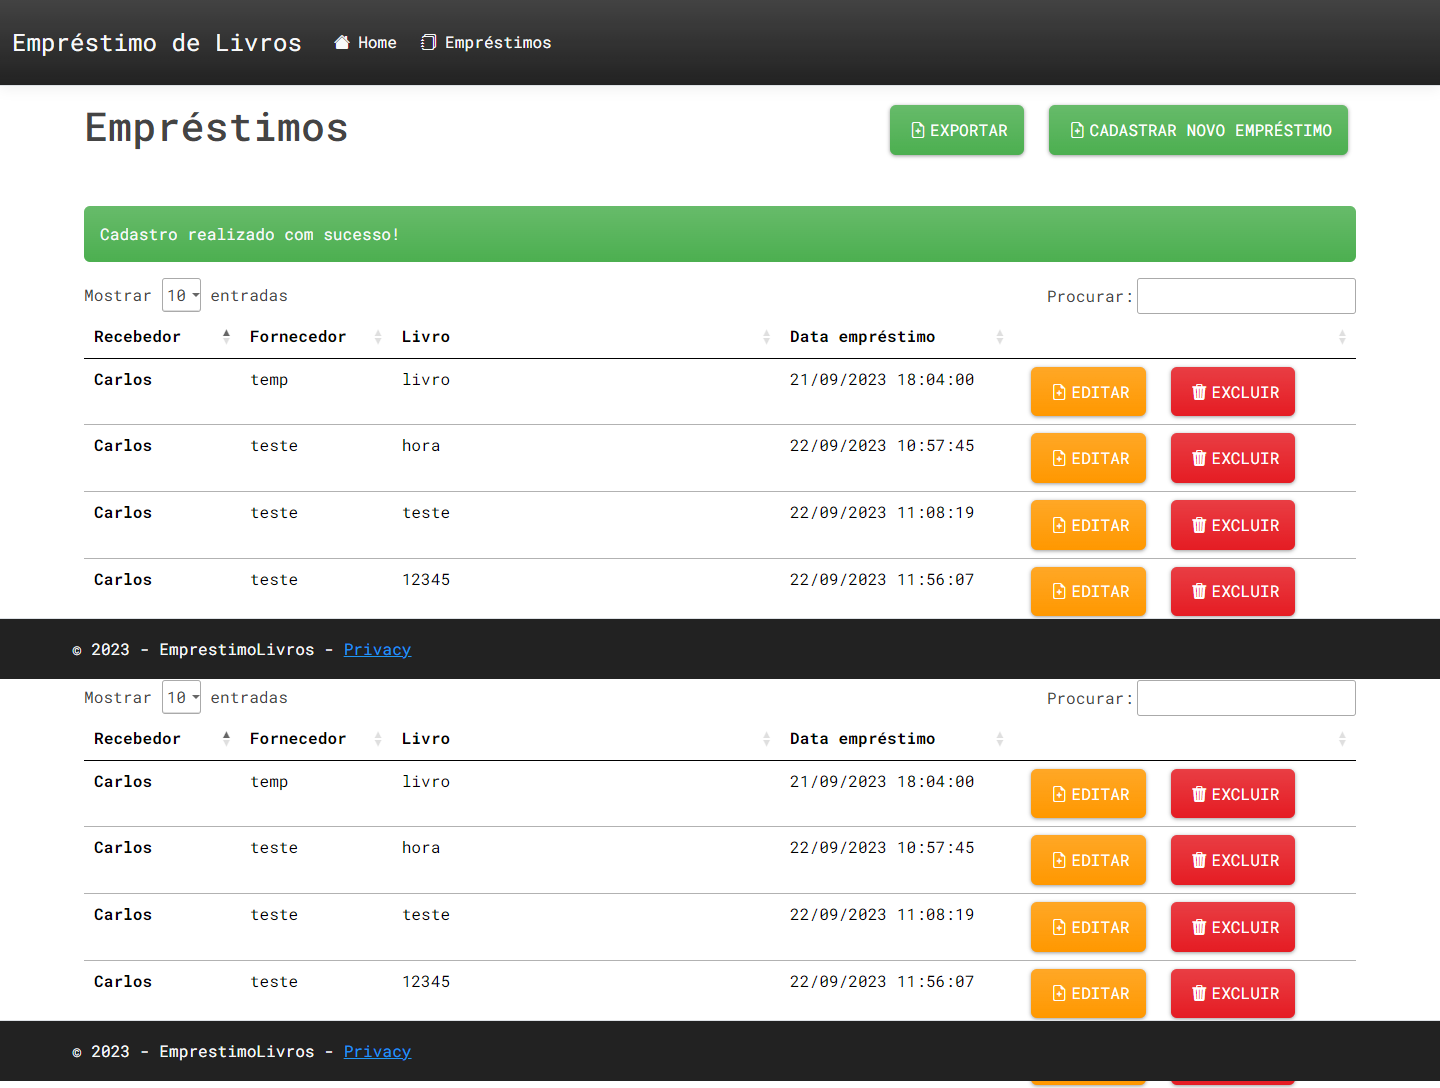 Empréstimo de Livros Home Empréstimos
Empréstimos EXPORTAR CADASTRAR NOVO EMPRÉSTIMO
Cadastro realizado com sucesso!
Mostrar 10 entradas Procurar:
Recebedor Fornecedor Livro Data empréstimo
Carlos temp livro 21/09/2023 18:04:00 EDITAR EXCLUIR
Carlos teste hora 22/09/2023 10:57:45 EDITAR EXCLUIR
Carlos teste teste 22/09/2023 11:08:19 EDITAR EXCLUIR
Carlos teste 12345 22/09/2023 11:56:07 EDITAR EXCLUIR
© 2023 - EmprestimoLivros - Privacy
Mostrar 10 entradas Procurar:
Recebedor Fornecedor Livro Data empréstimo
Carlos temp livro 21/09/2023 18:04:00 EDITAR EXCLUIR
Carlos teste hora 22/09/2023 10:57:45 EDITAR EXCLUIR
Carlos teste teste 22/09/2023 11:08:19 EDITAR EXCLUIR
Carlos teste 12345 22/09/2023 11:56:07 EDITAR EXCLUIR
© 2023 - EmprestimoLivros - Privacy